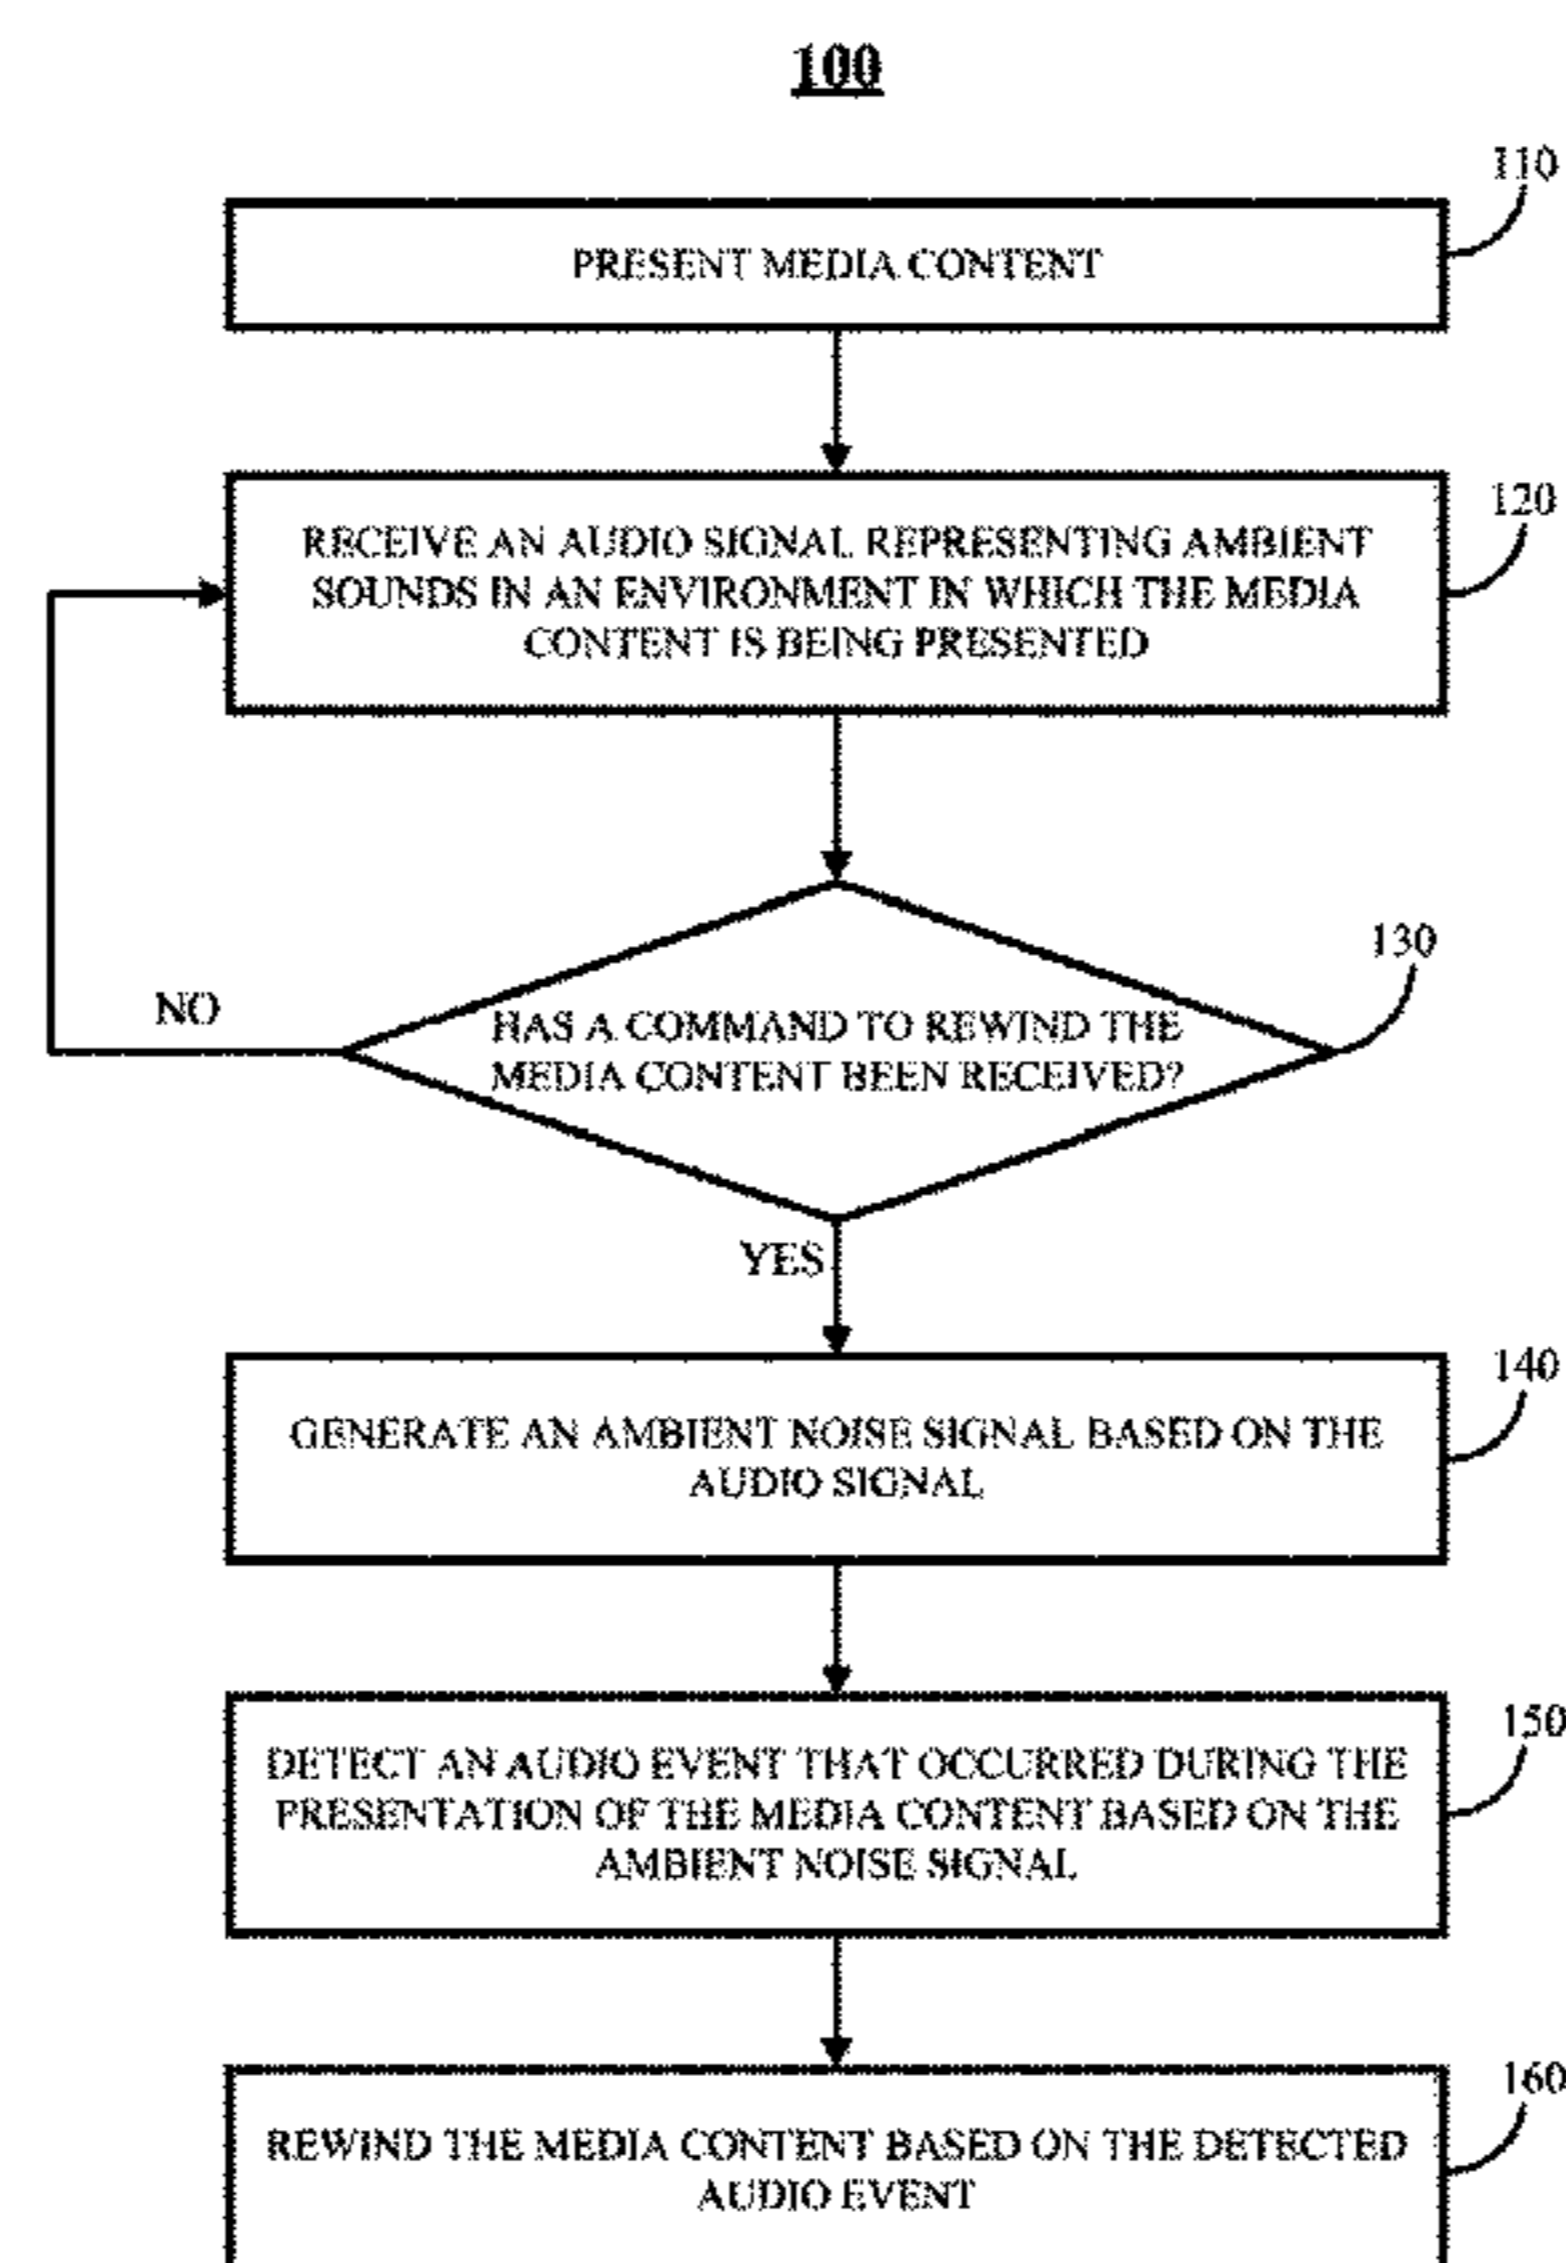 100
110
PRESENT MEDIA CONTENT
120
RECEIVE AN AUDIO SIGNAL REPRESENTING AMBIENT
SOUNDS IN AN ENVIRONMENT IN WHICH THE MEDIA
CONTENT IS BEING PRESENTED
130
NO
HAS A COMMAND TO REWIND THE
MEDIA CONTENT BEEN RECEIVED?
YES
140
GENERATE AN AMBIENT NOISE SIGNAL BASED ON THE
AUDIO SIGNAL
150
DETECT AN AUDIO EVENT THAT OCCURRED DURING THE
PRESENTATION OF THE MEDIA CONTENT BASED ON THE
AMBIENT NOISE SIGNAL
160
REWIND THE MEDIA CONTENT BASED ON THE DETECTED
AUDIO EVENT